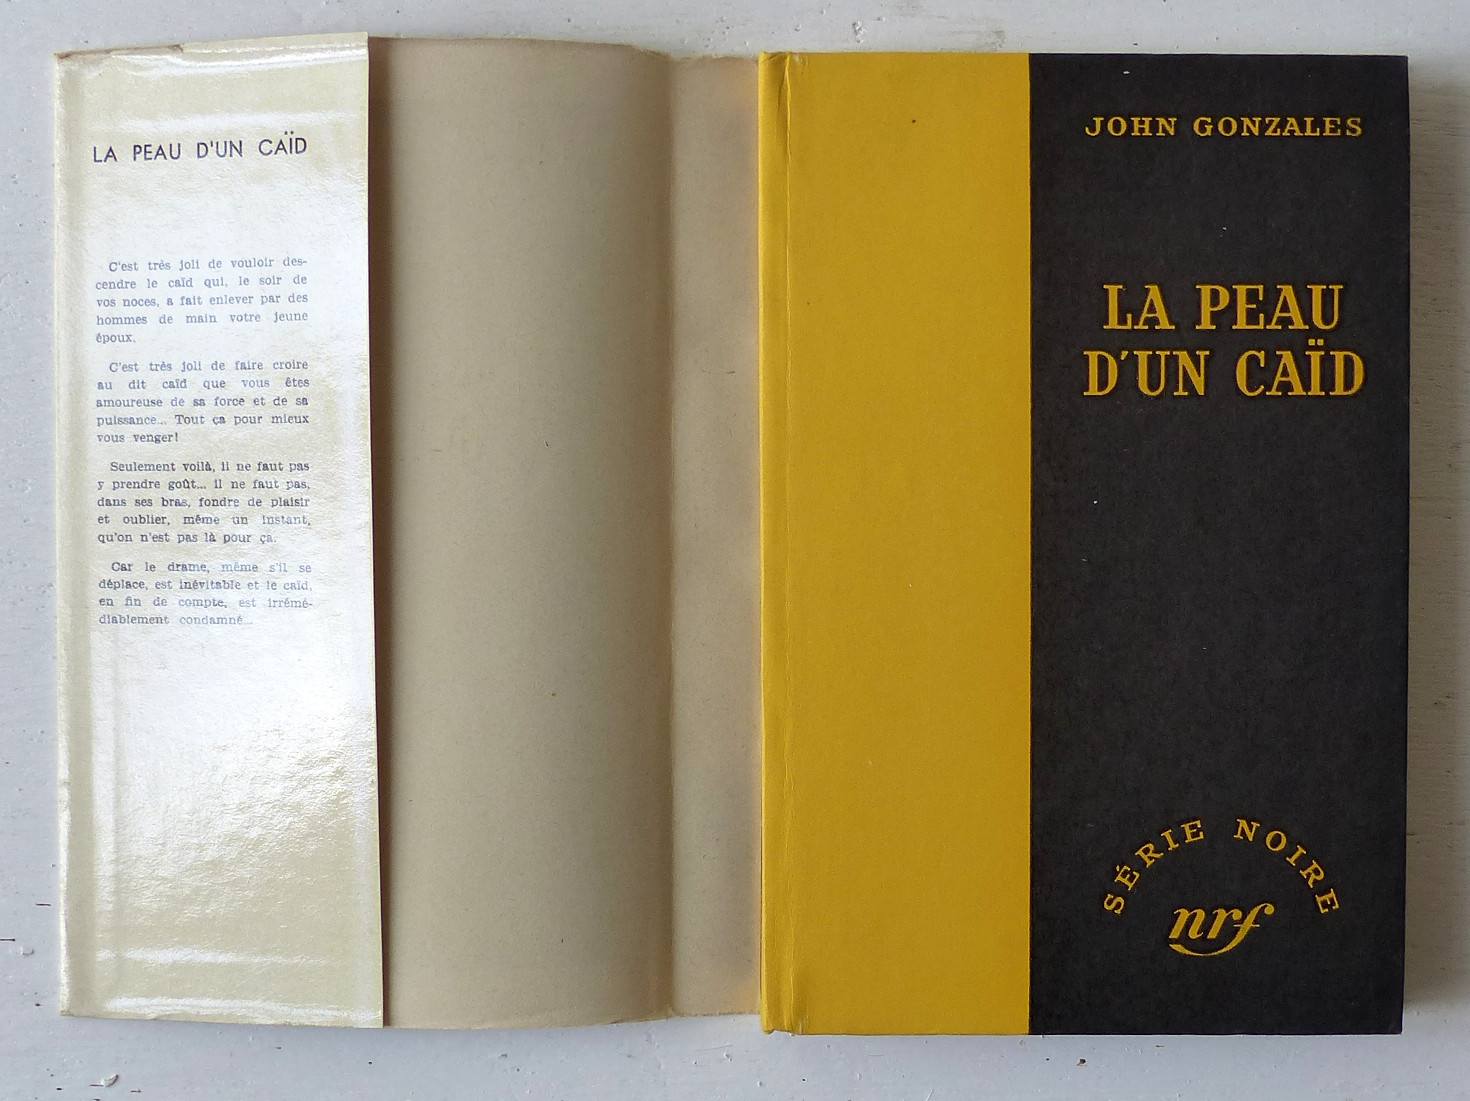 LA PEAU D'UN CAÏD
C'est très joli de vouloir des-
cendre le caïd qui, le soir de
vos noces, a fait enlever par des
hommes de main votre jeune
époux.
C'est très joli de faire croire
au dit caïd que vous êtes
amoureuse de sa force et de sa
puissance... Tout ça pour mieux
vous venger!
Seulement voilà, il ne faut pas
y prendre goût... il ne faut pas,
dans ses bras, fondre de plaisir
et oublier, même un instant,
qu'on n'est pas là pour ça.
Car le drame, même s'il se
déplace, est inévitable et le caïd,
en fin de compte, est irrémé-
diablement condamné...
JOHN GONZALES
LA PEAU
D'UN CAÏD
SÉRIE NOIRE
nrf